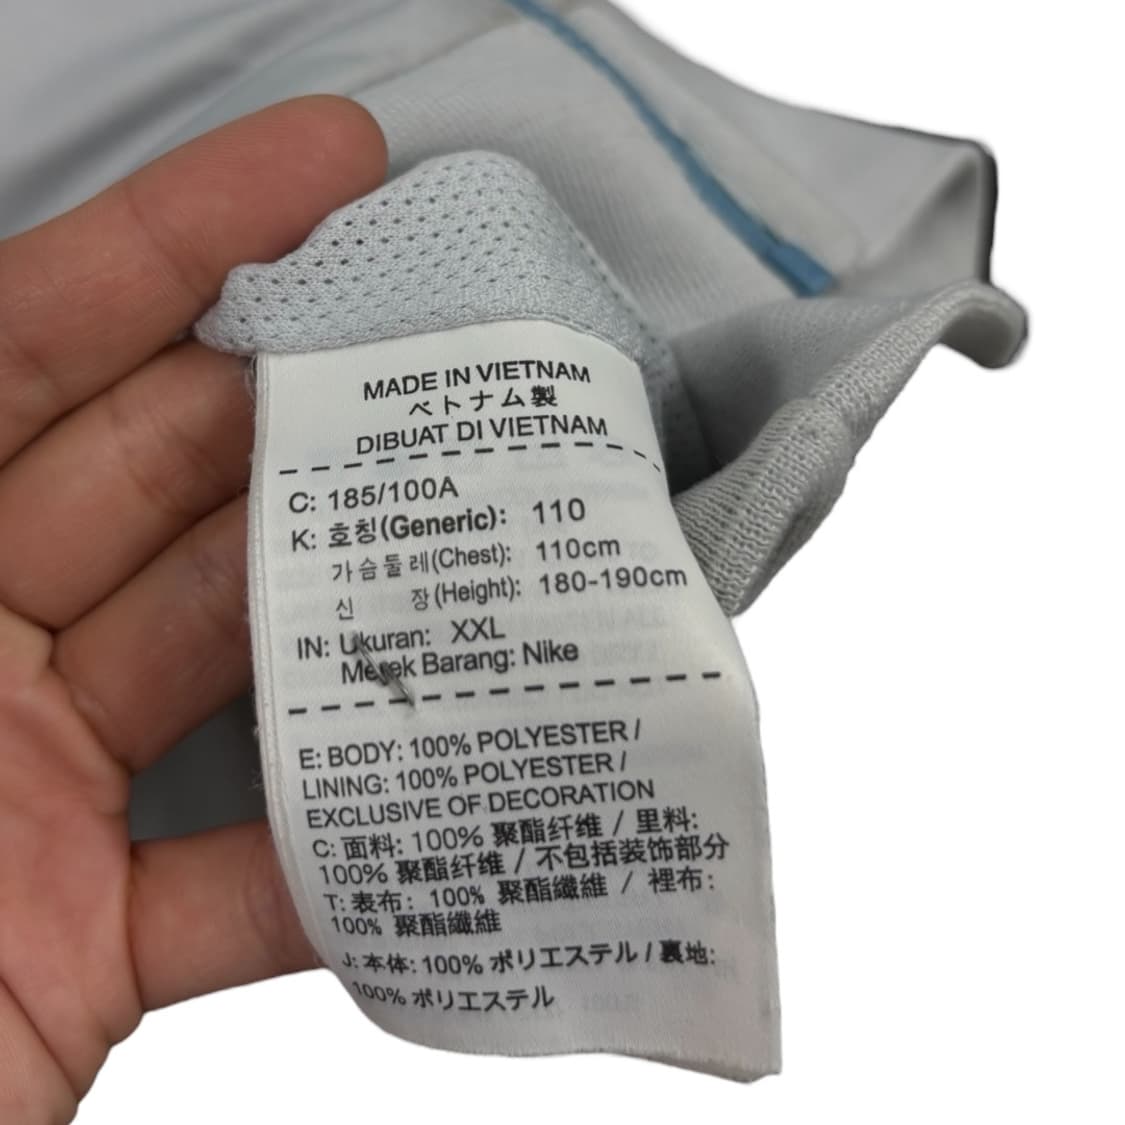 MADE IN VIETNAM
ベトナム製
DIBUAT DI VIETNAM
C: 185/100A
K: 호칭(Generic): 110
가슴둘레(Chest): 110cm
신 장(Height): 180-190cm
IN: Ukuran: XXL
Merek Barang: Nike
E: BODY: 100% POLYESTER /
LINING: 100% POLYESTER /
EXCLUSIVE OF DECORATION
C: 面料: 100% 聚酯纤维 / 里料:
100% 聚酯纤维 / 不包括装饰部分
T: 表布: 100% 聚酯纖維 / 裡布:
100% 聚酯纖維
J: 本体: 100% ポリエステル / 裏地:
100% ポリエステル